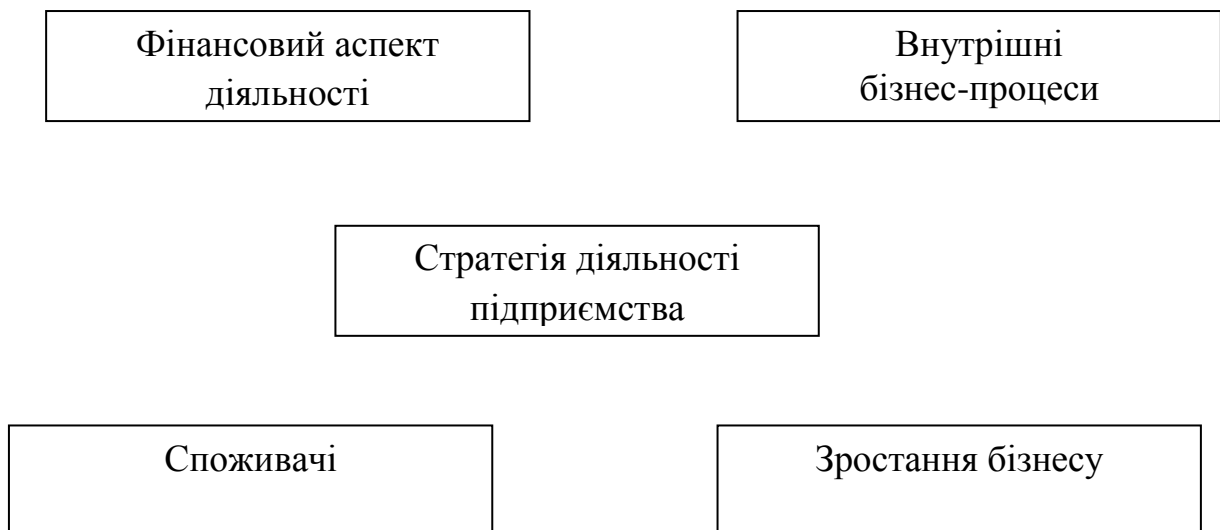 Фінансовий аспект
діяльності
Внутрішні
бізнес-процеси
Стратегія діяльності
підприємства
Споживачі
Зростання бізнесу